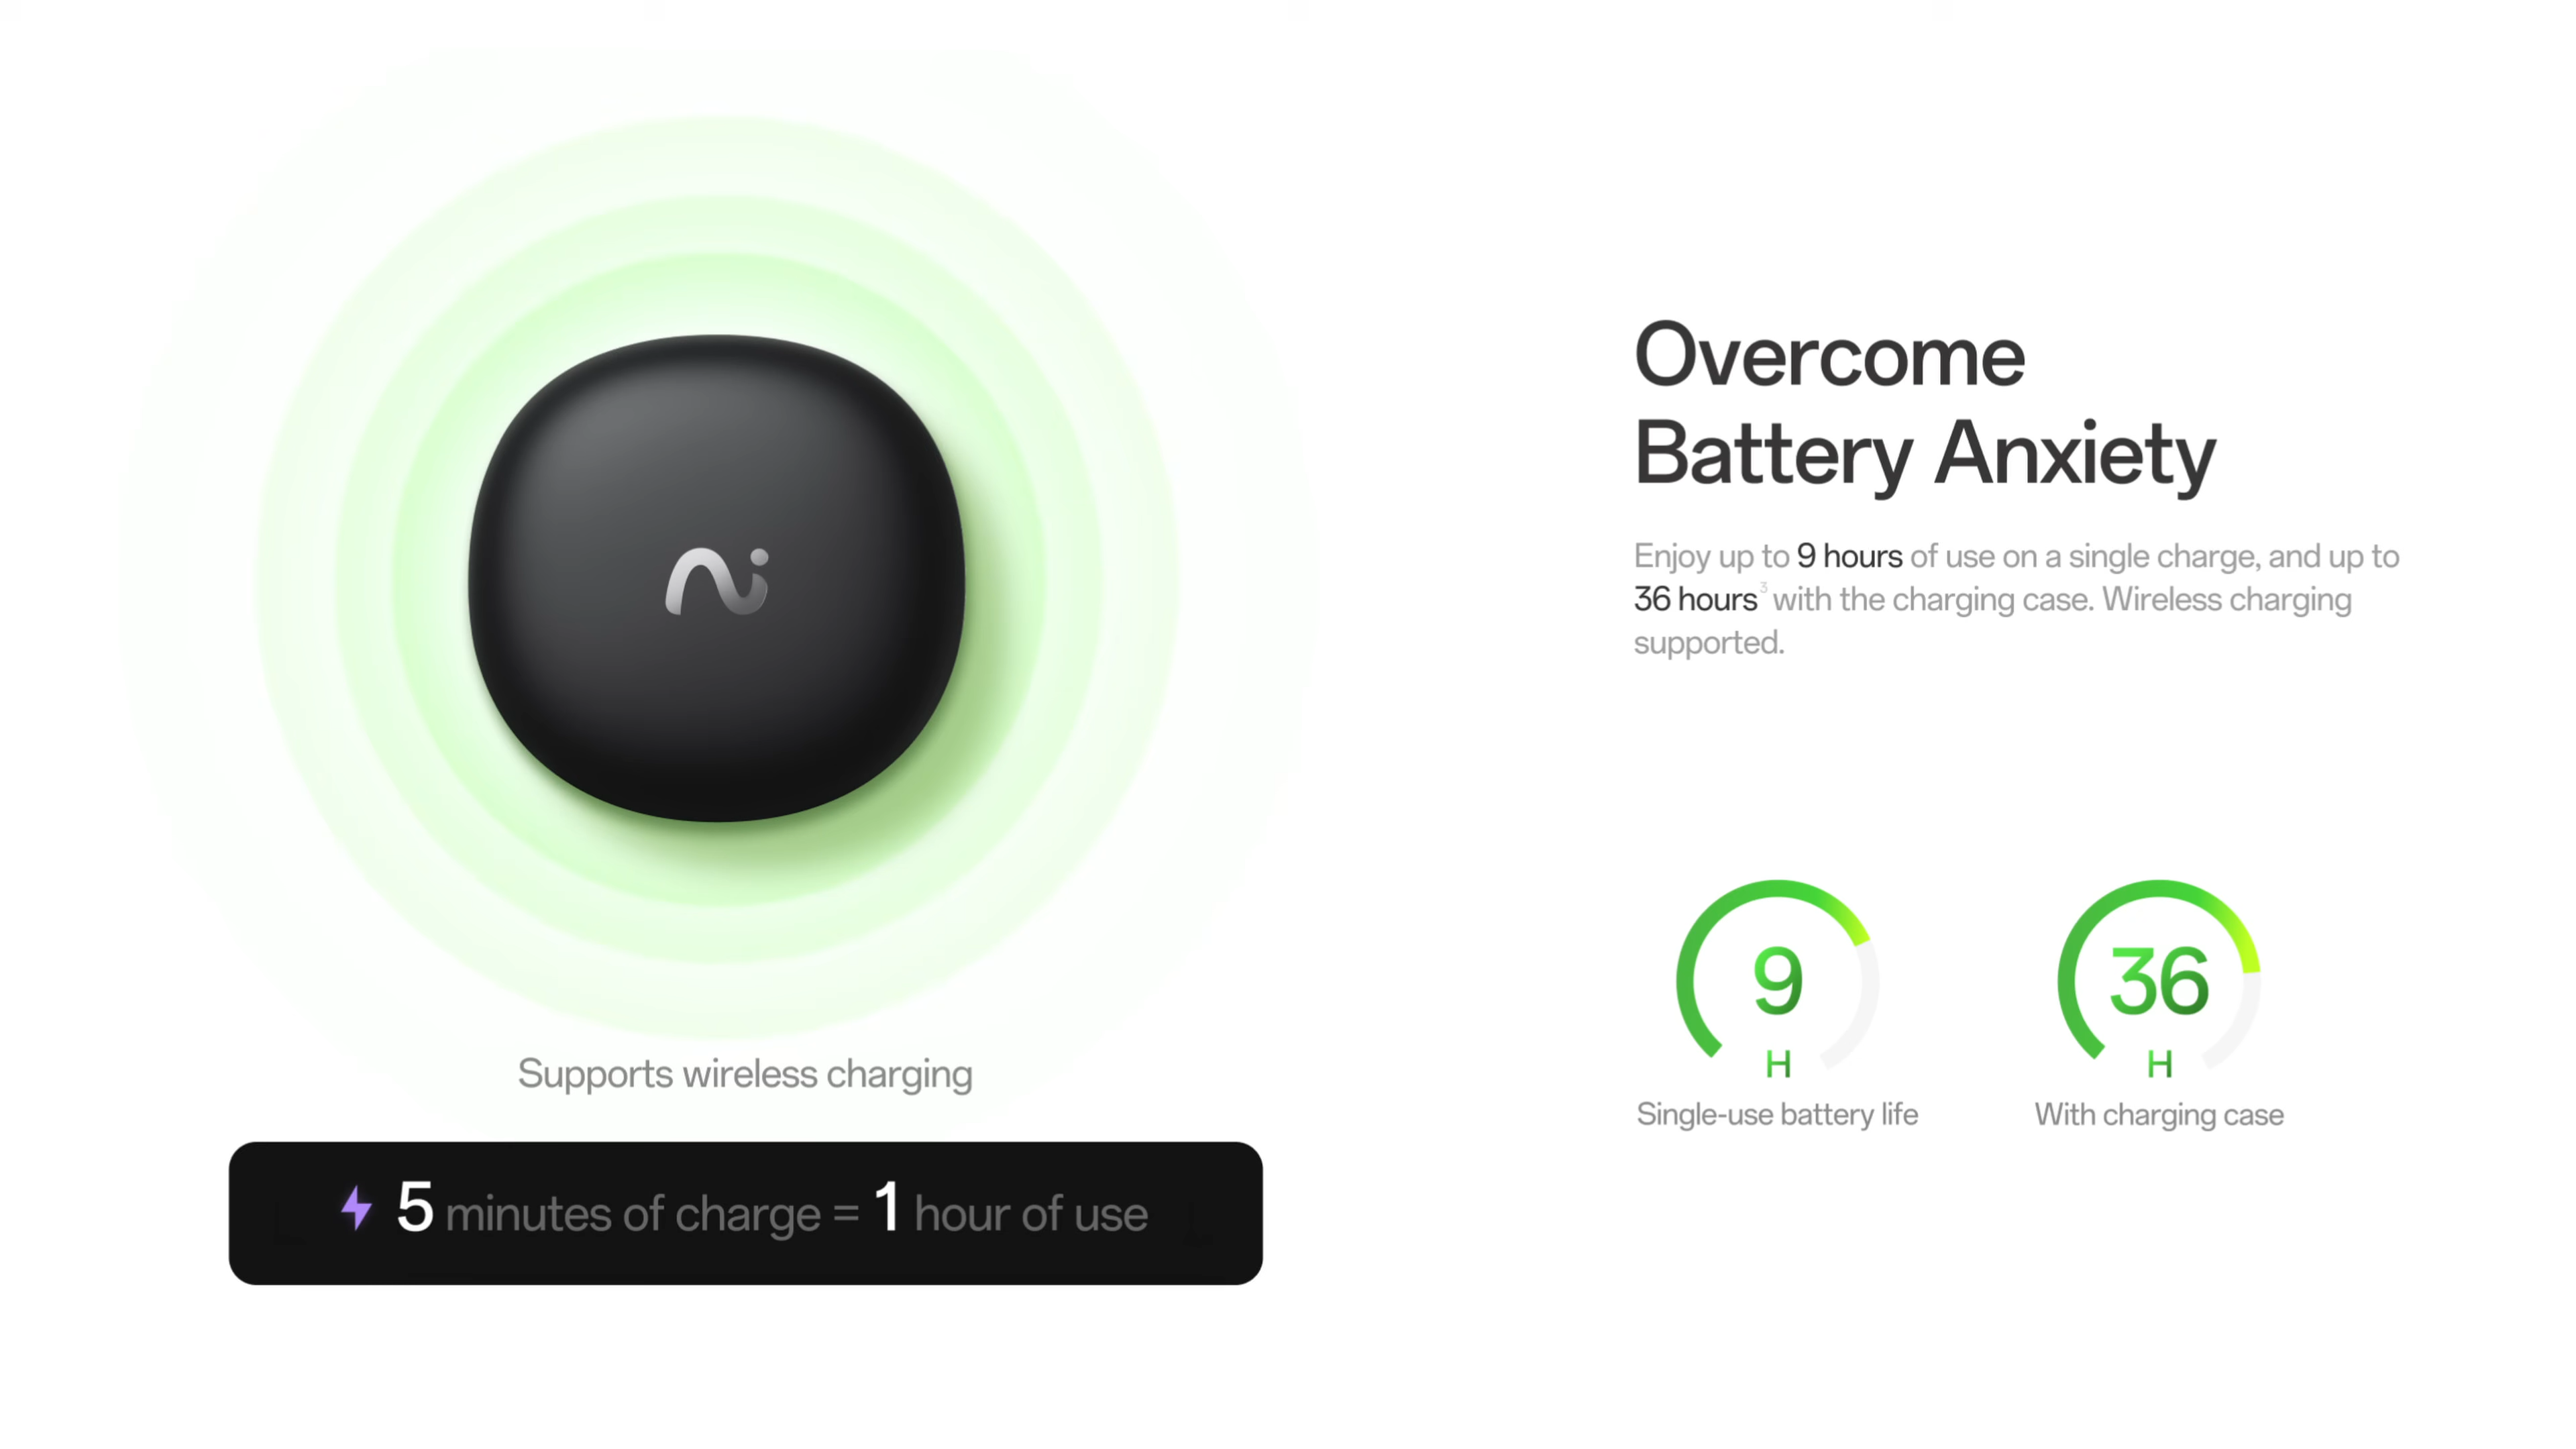 Supports wireless charging
5 minutes of charge = 1 hour of use
Overcome
Battery Anxiety
Enjoy up to 9 hours of use on a single charge, and up to
36 hours³ with the charging case. Wireless charging
supported.
9
H
Single-use battery life
36
H
With charging case